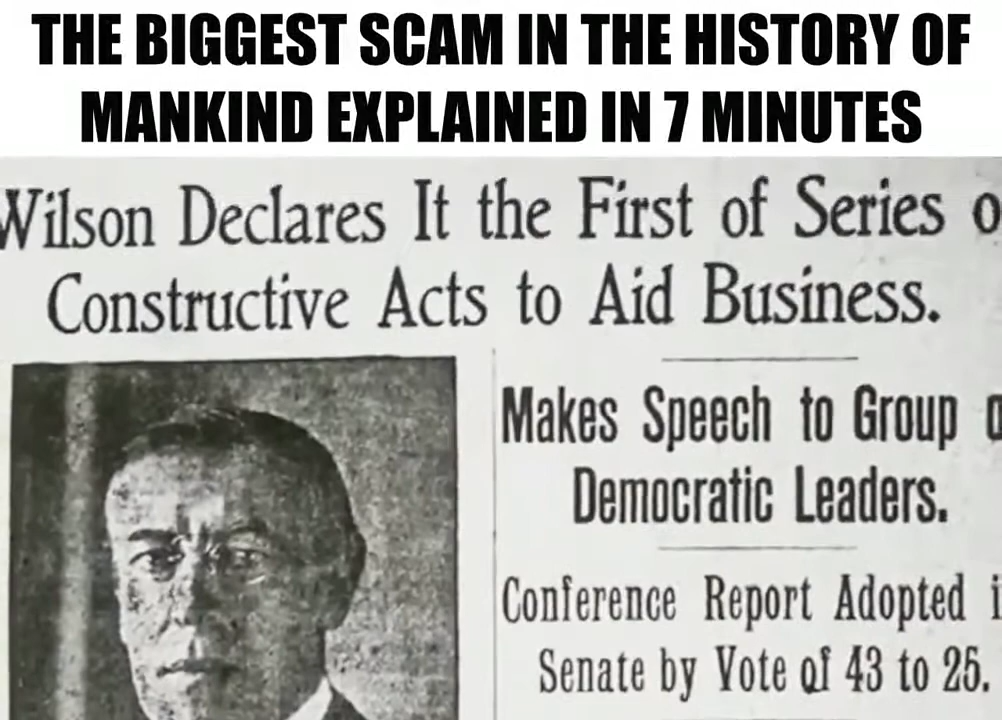 THE BIGGEST SCAM IN THE HISTORY OF
MANKIND EXPLAINED IN 7 MINUTES
Wilson Declares It the First of Series o
Constructive Acts to Aid Business.
Makes Speech to Group o
Democratic Leaders.
Conference Report Adopted i
Senate by Vote of 43 to 25.